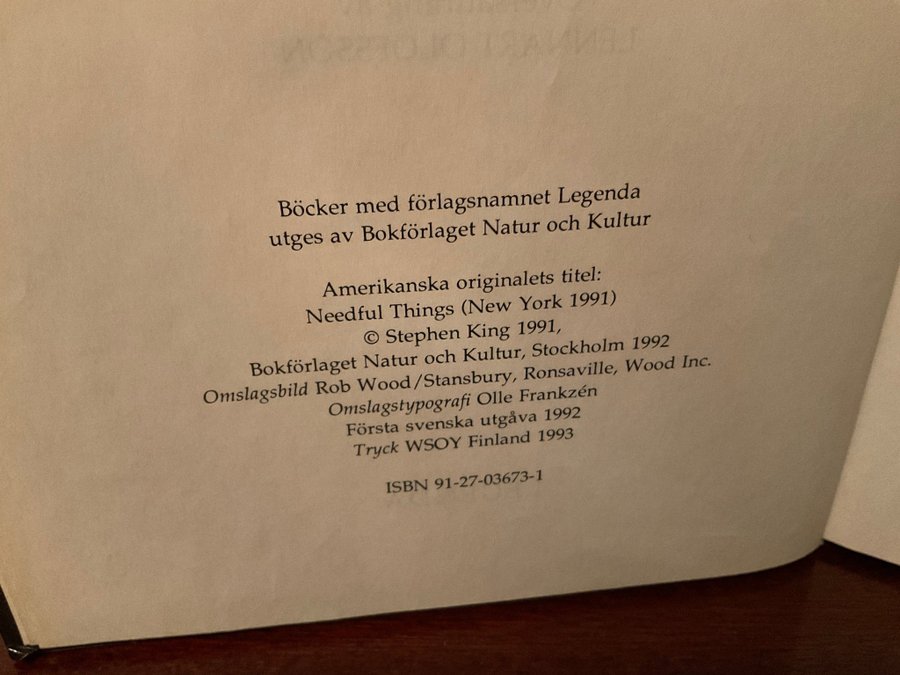 Böcker med förlagsnamnet Legenda
utges av Bokförlaget Natur och Kultur
Amerikanska originalets titel:
Needful Things (New York 1991)
© Stephen King 1991,
Bokförlaget Natur och Kultur, Stockholm 1992
Omslagsbild Rob Wood/Stansbury, Ronsaville, Wood Inc.
Omslagstypografi Olle Frankzén
Första svenska utgåva 1992
Tryck WSOY Finland 1993
ISBN 91-27-03673-1